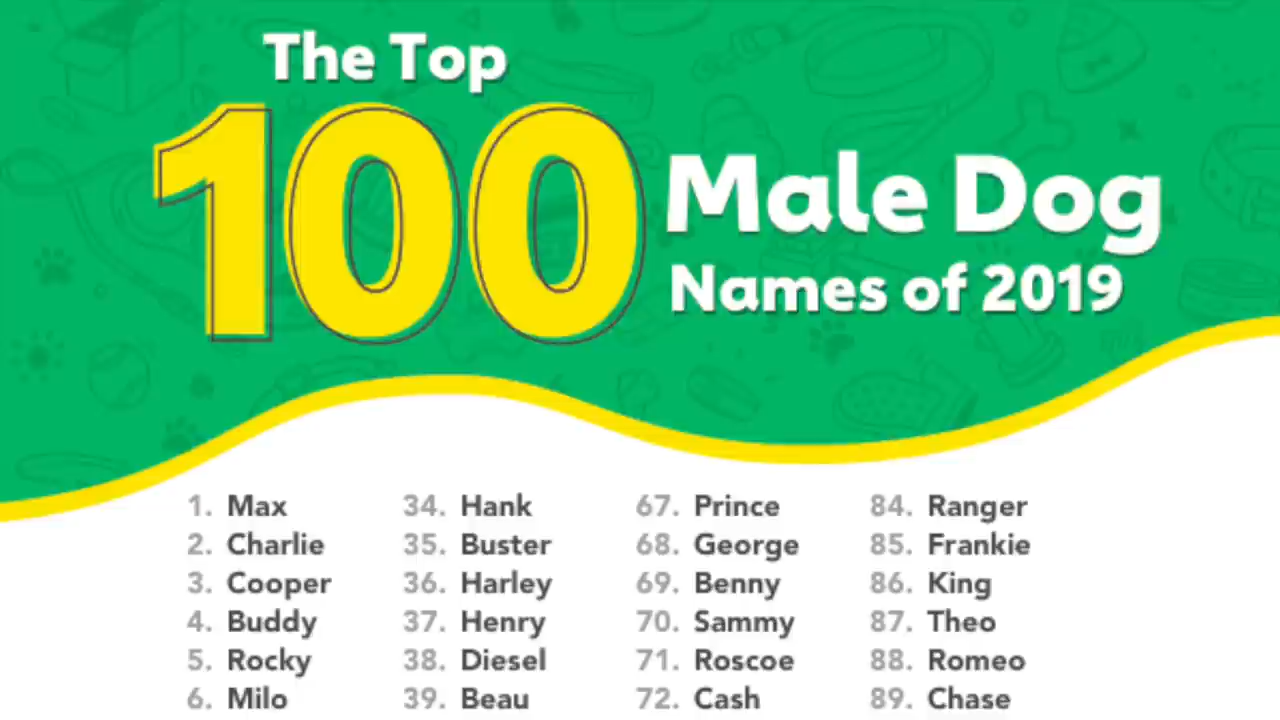 The Top
100
Male Dog
Names of 2019
1. Max
2. Charlie
3. Cooper
4. Buddy
5. Rocky
6. Milo
34. Hank
35. Buster
36. Harley
37. Henry
38. Diesel
39. Beau
67. Prince
68. George
69. Benny
70. Sammy
71. Roscoe
72. Cash
84. Ranger
85. Frankie
86. King
87. Theo
88. Romeo
89. Chase